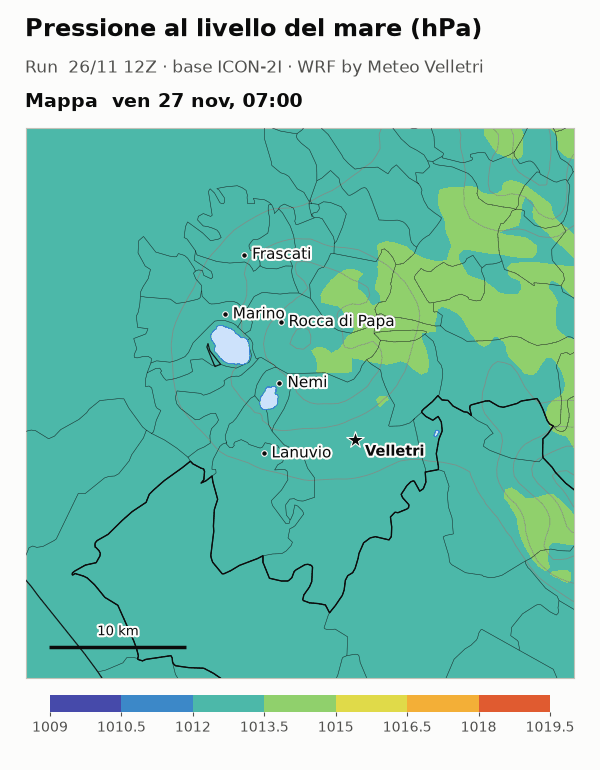 Pressione al livello del mare (hPa)
Run  26/11 12Z · base ICON-2I · WRF by Meteo Velletri
Mappa  ven 27 nov, 07:00
Frascati
Marino
Rocca di Papa
Nemi
Velletri
Lanuvio
10 km
1009 1010.5 1012 1013.5 1015 1016.5 1018 1019.5